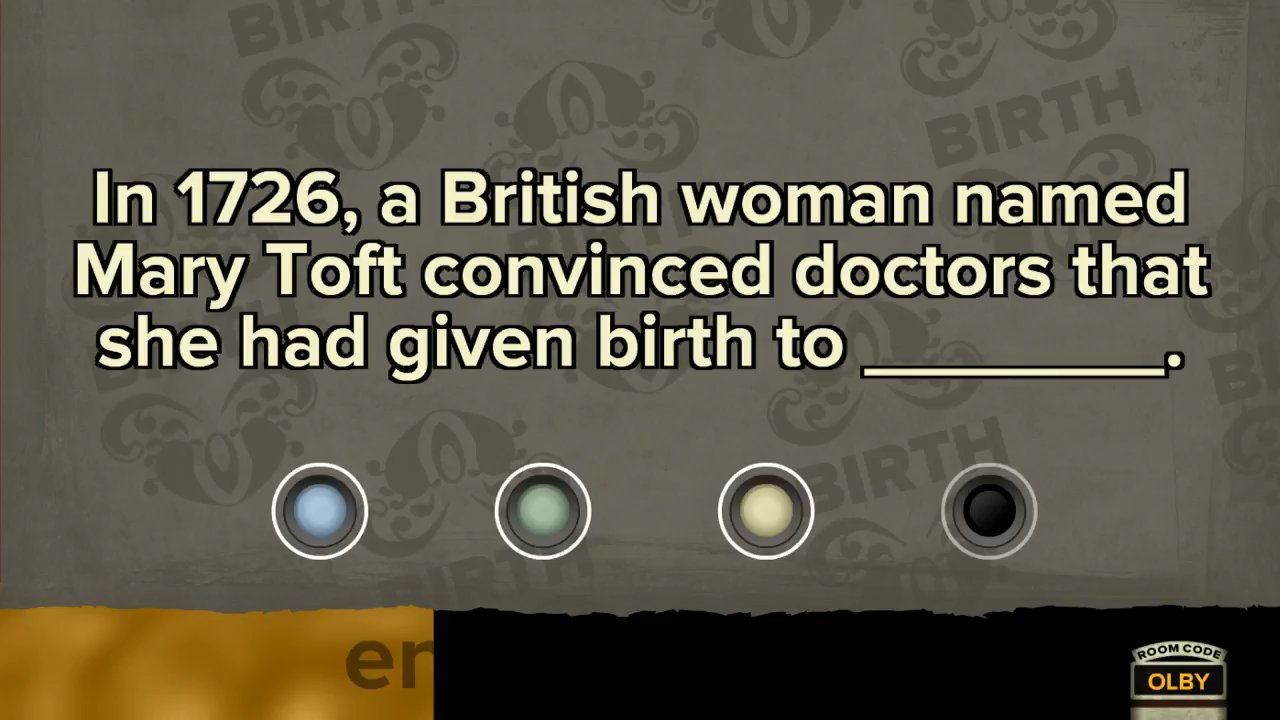 BIRTH
BIRTH
In 1726, a British woman named
Mary Toft convinced doctors that
she had given birth to ________.
BIRTH
BIRTH
en
ROOM CODE
OLBY